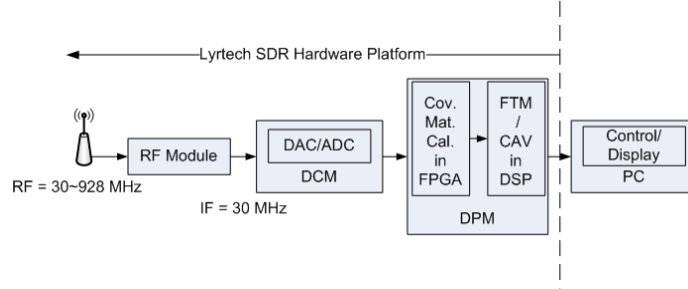 Lyrtech SDR Hardware Platform
RF = 30~928 MHz
RF Module
IF = 30 MHz
DAC/ADC
DCM
Cov.
Mat.
Cal.
in
FPGA
FTM
/
CAV
in
DSP
DPM
Control/
Display
PC